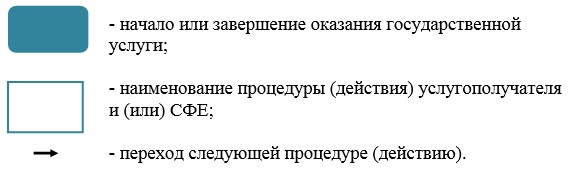 - начало или завершение оказания государственной
услуги;
- наименование процедуры (действия) услугополучателя
и (или) СФЕ;
- переход следующей процедуре (действию).